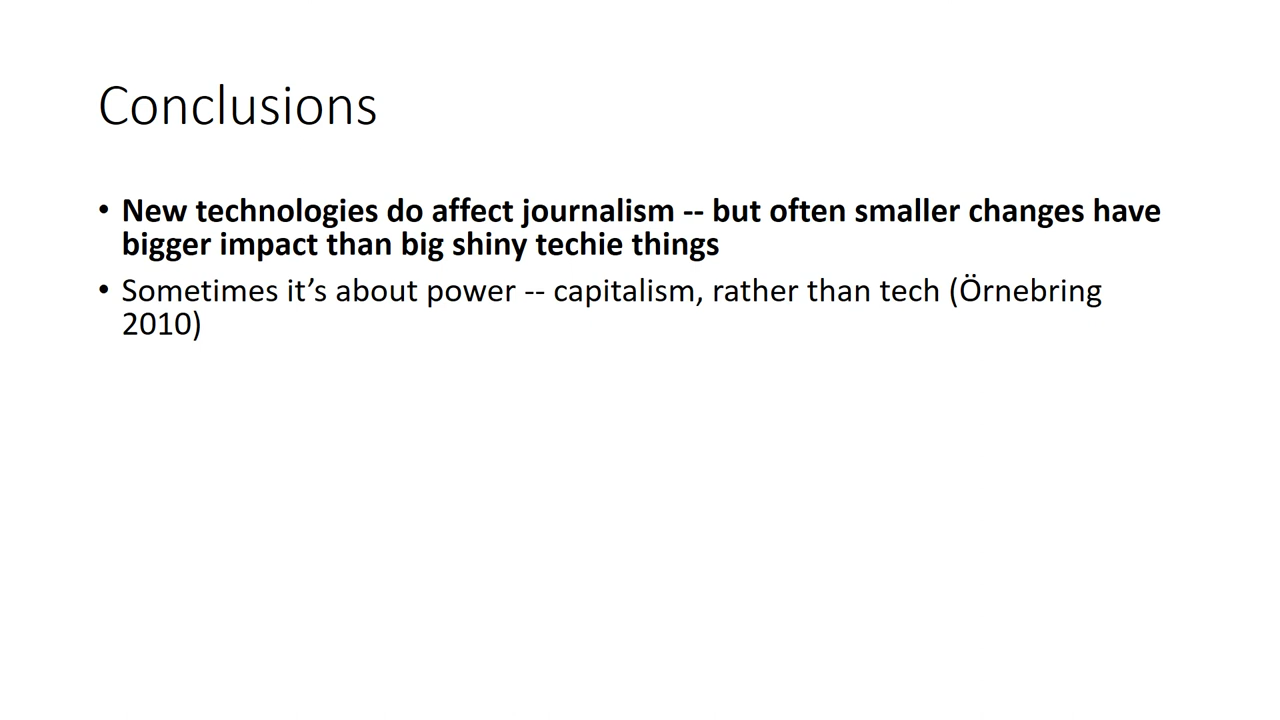 Conclusions
• New technologies do affect journalism -- but often smaller changes have
bigger impact than big shiny techie things
• Sometimes it’s about power -- capitalism, rather than tech (Örnebring
2010)